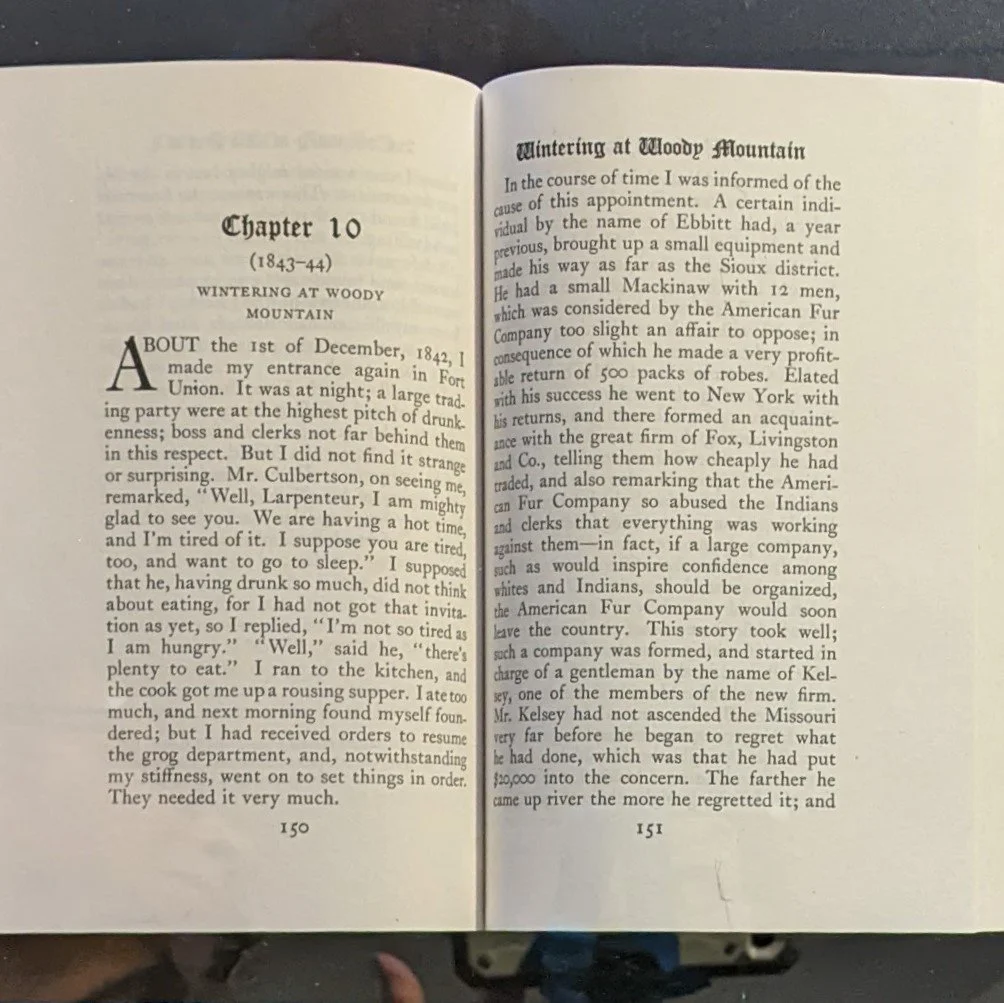 Chapter 10
(1843–44)
WINTERING AT WOODY
MOUNTAIN
ABOUT the 1st of December, 1842, I
made my entrance again in Fort
Union. It was at night; a large trad-
ing party were at the highest pitch of drunk-
enness; boss and clerks not far behind them
in this respect. But I did not find it strange
or surprising. Mr. Culbertson, on seeing me,
remarked, “Well, Larpenteur, I am mighty
glad to see you. We are having a hot time,
and I'm tired of it. I suppose you are tired,
too, and want to go to sleep.” I supposed
that he, having drunk so much, did not think
about eating, for I had not got that invita-
tion as yet, so I replied, “I'm not so tired as
I am hungry.” “Well,” said he, “there's
plenty to eat.” I ran to the kitchen, and
the cook got me up a rousing supper. I ate too
much, and next morning found myself foun-
dered; but I had received orders to resume
the grog department, and, notwithstanding
my stiffness, went on to set things in order.
They needed it very much.
150
Wintering at Woody Mountain
In the course of time I was informed of the
cause of this appointment. A certain indi-
vidual by the name of Ebbitt had, a year
previous, brought up a small equipment and
made his way as far as the Sioux district.
He had a small Mackinaw with 12 men,
which was considered by the American Fur
Company too slight an affair to oppose; in
consequence of which he made a very profit-
able return of 500 packs of robes. Elated
with his success he went to New York with
his returns, and there formed an acquaint-
ance with the great firm of Fox, Livingston
and Co., telling them how cheaply he had
traded, and also remarking that the Ameri-
can Fur Company so abused the Indians
and clerks that everything was working
against them—in fact, if a large company,
such as would inspire confidence among
whites and Indians, should be organized,
the American Fur Company would soon
leave the country. This story took well;
such a company was formed, and started in
charge of a gentleman by the name of Kel-
sey, one of the members of the new firm.
Mr. Kelsey had not ascended the Missouri
very far before he began to regret what
he had done, which was that he had put
$20,000 into the concern. The farther he
came up river the more he regretted it; and
151